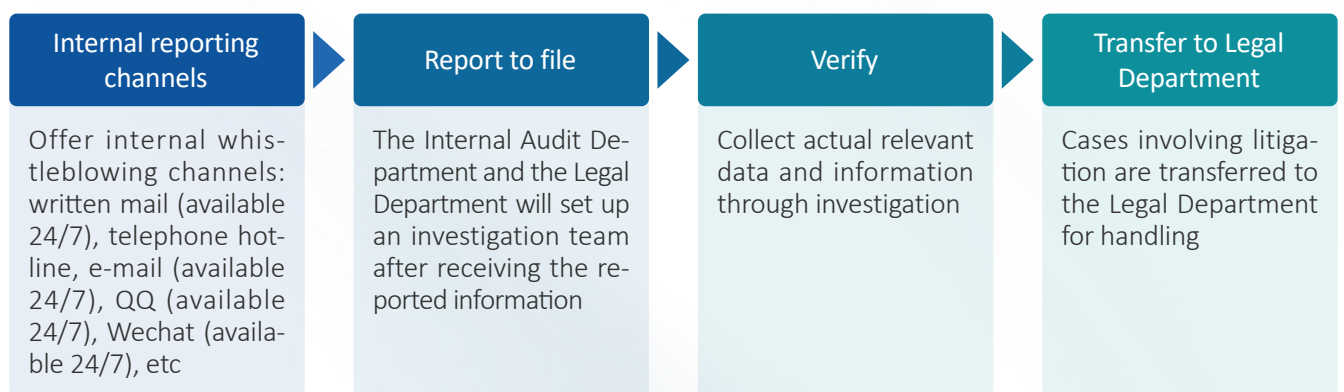 Internal reporting
channels
Offer internal whis-
tleblowing channels:
written mail (available
24/7), telephone hot-
line, e-mail (available
24/7), QQ (available
24/7), Wechat (availa-
ble 24/7), etc
Report to file
The Internal Audit De-
partment and the Legal
Department will set up
an investigation team
after receiving the re-
ported information
Verify
Collect actual relevant
data and information
through investigation
Transfer to Legal
Department
Cases involving litiga-
tion are transferred to
the Legal Department
for handling